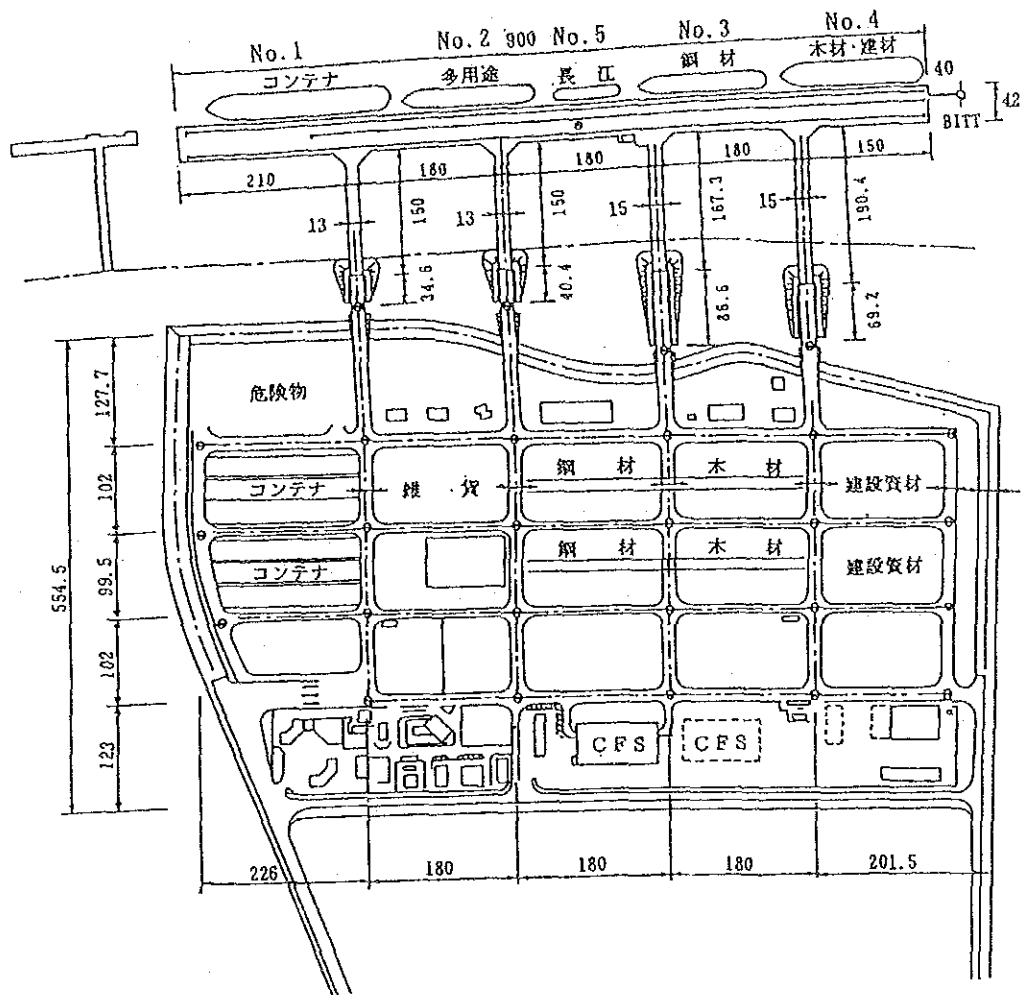 No.1
No.2
900
No.5
No.3
No.4
コンテナ
多用途
長江
鋼材
木材・建材
40
42
BITT
210
180
180
180
150
13
150
13
150
15
167.3
15
190.4
34.6
40.4
86.6
69.2
127.7
危険物
102
コンテナ
雑貨
鋼材
木材
建設資材
554.5
99.5
コンテナ
鋼材
木材
建設資材
102
123
CFS
CFS
226
180
180
180
201.5